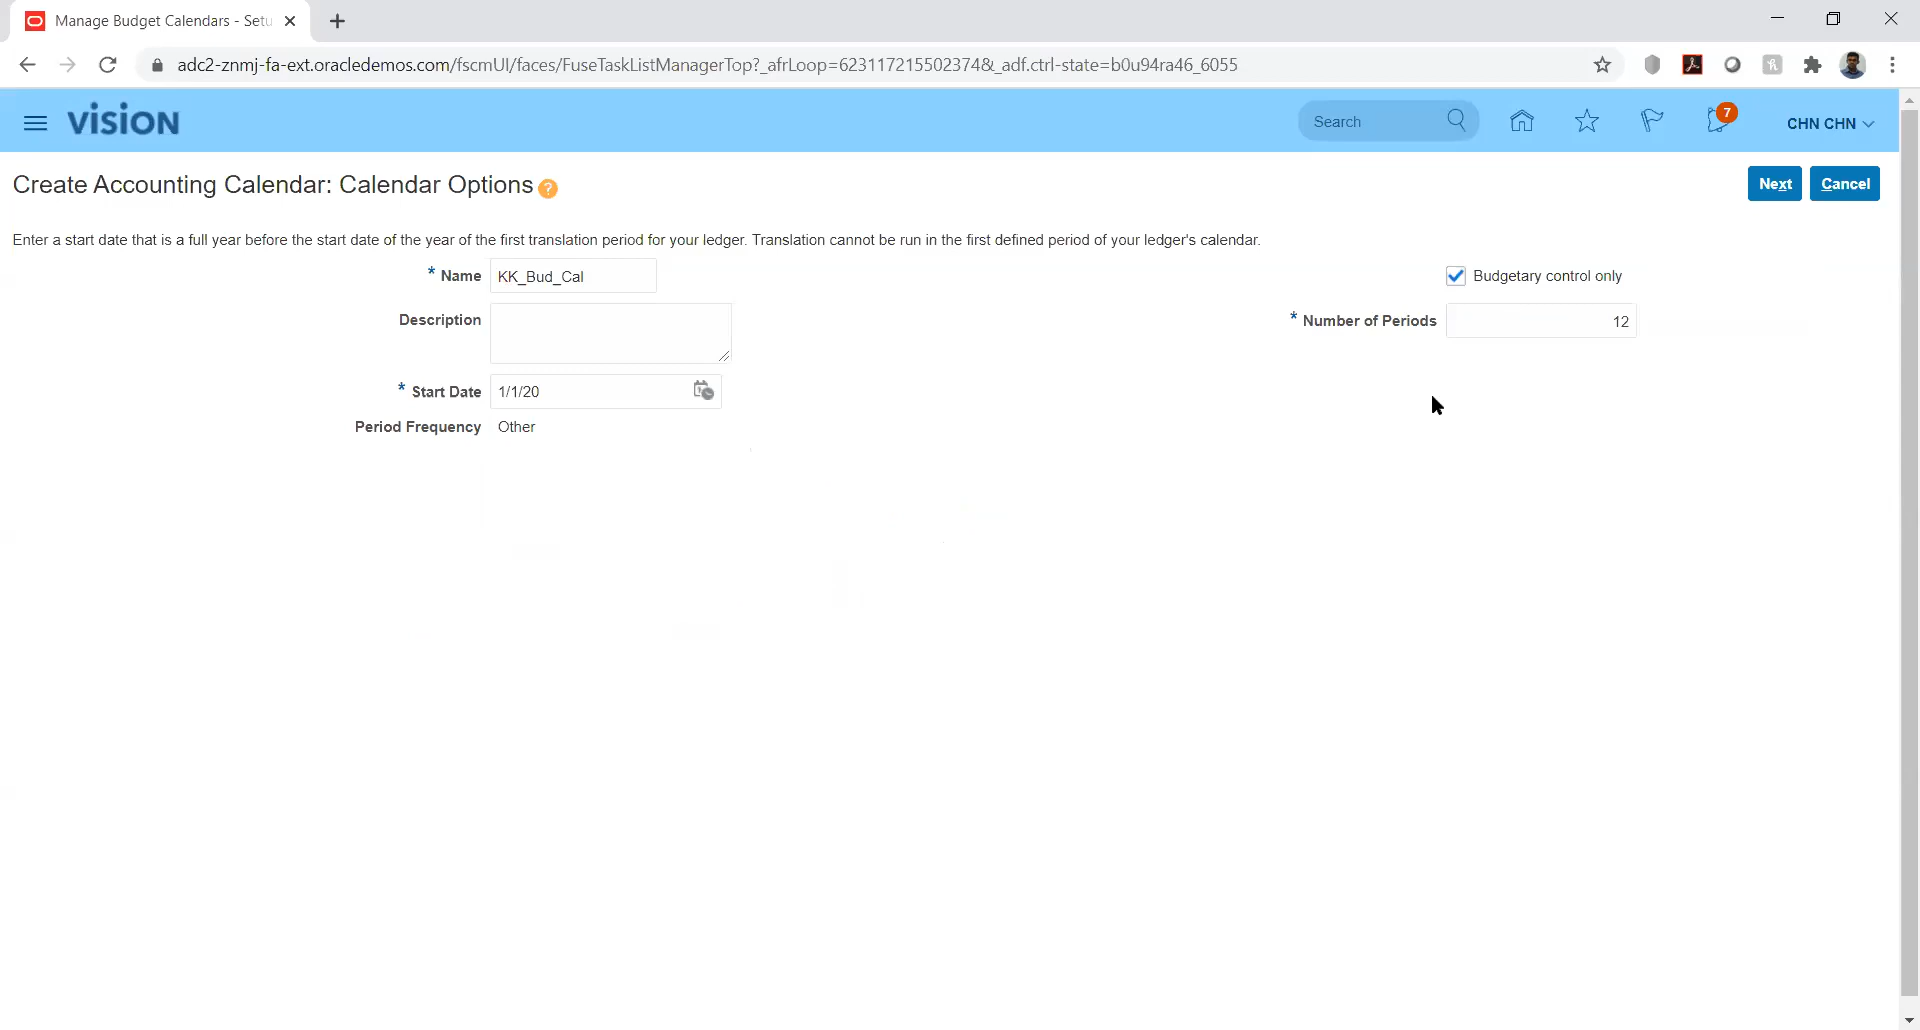 Manage Budget Calendars - Setu
adc2-znmj-fa-ext.oracledemos.com/fscmUI/faces/FuseTaskListManagerTop?_afrLoop=62311721550237​4&_adf.ctrl-state=b0u94ra46_6055
VISION
Search
7
CHN CHN
Create Accounting Calendar: Calendar Options ?
Next Cancel
Enter a start date that is a full year before the start date of the year of the first translation period for your ledger. Translation cannot be run in the first defined period of your ledger's calendar.
* Name KK_Bud_Cal
Budgetary control only
Description
* Number of Periods 12
* Start Date 1/1/20
Period Frequency Other